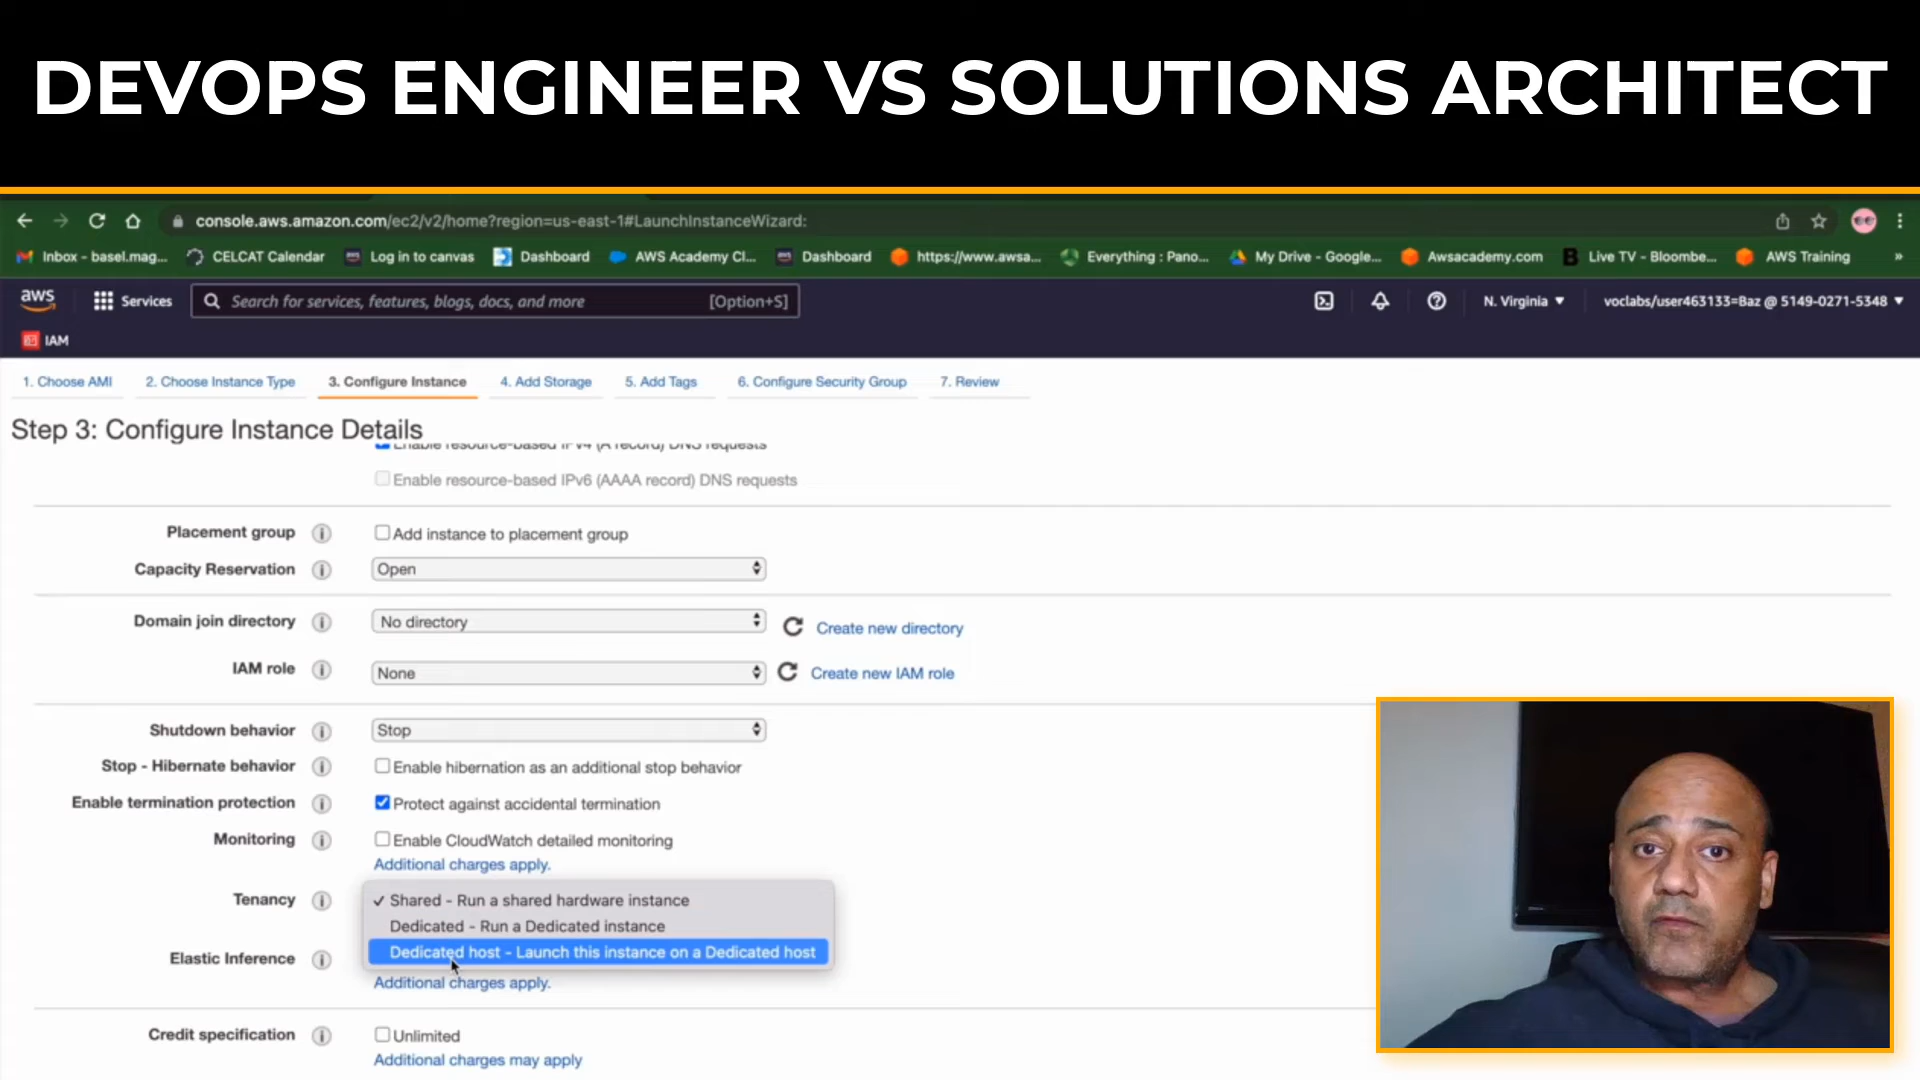 DEVOPS ENGINEER VS SOLUTIONS ARCHITECT
console.aws.amazon.com/ec2/v2/home?region=us-east-1#LaunchInstanceWizard:
Inbox - basel.mag... CELCAT Calendar Log in to canvas Dashboard AWS Academy Cl... Dashboard https://www.awsa... Everything : Pano... My Drive - Google... Awsacademy.com Live TV - Bloombe... AWS Training »
aws Services Search for services, features, blogs, docs, and more [Option+S] N. Virginia voclabs/user463133=Baz @ 5149-0271-5348
IAM
1. Choose AMI 2. Choose Instance Type 3. Configure Instance 4. Add Storage 5. Add Tags 6. Configure Security Group 7. Review
Step 3: Configure Instance Details
Enable resource-based IPv4 (A record) DNS requests
Enable resource-based IPv6 (AAAA record) DNS requests
Placement group Add instance to placement group
Capacity Reservation Open
Domain join directory No directory Create new directory
IAM role None Create new IAM role
Shutdown behavior Stop
Stop - Hibernate behavior Enable hibernation as an additional stop behavior
Enable termination protection Protect against accidental termination
Monitoring Enable CloudWatch detailed monitoring
Additional charges apply.
Tenancy Shared - Run a shared hardware instance
Dedicated - Run a Dedicated instance
Dedicated host - Launch this instance on a Dedicated host
Elastic Inference
Additional charges apply.
Credit specification Unlimited
Additional charges may apply